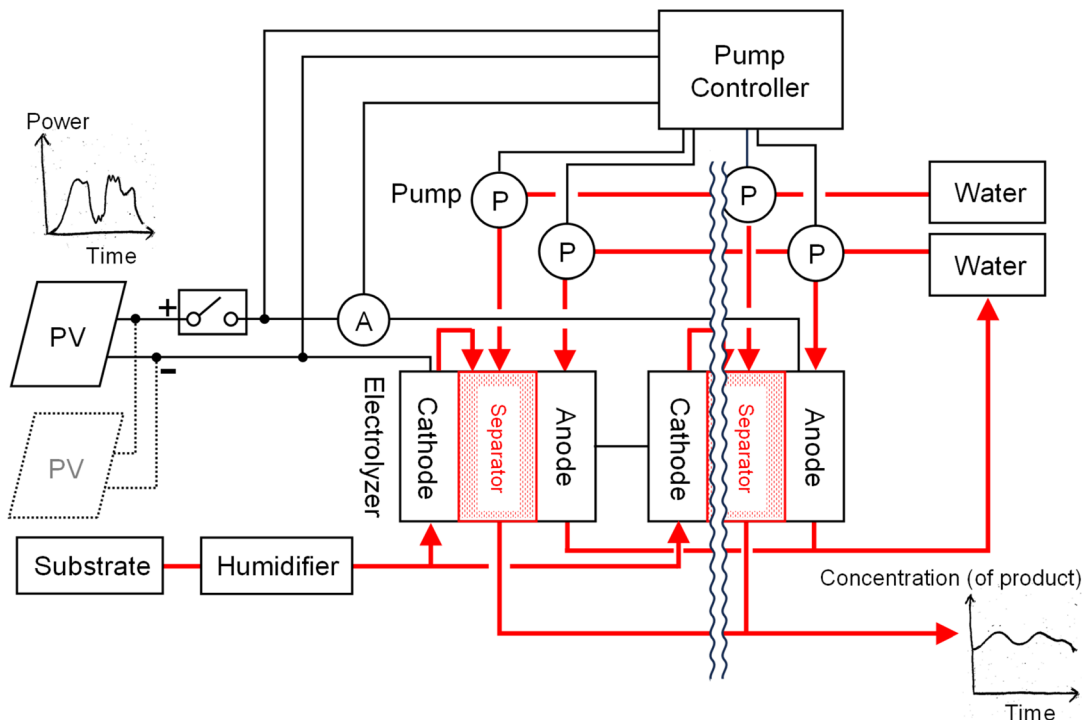 Pump
Controller
Power
Time
Pump
P
P
P
P
Water
Water
PV
+
-
A
PV
Electrolyzer
Cathode
Separator
Anode
Cathode
Separator
Anode
Substrate
Humidifier
Concentration (of product)
Time